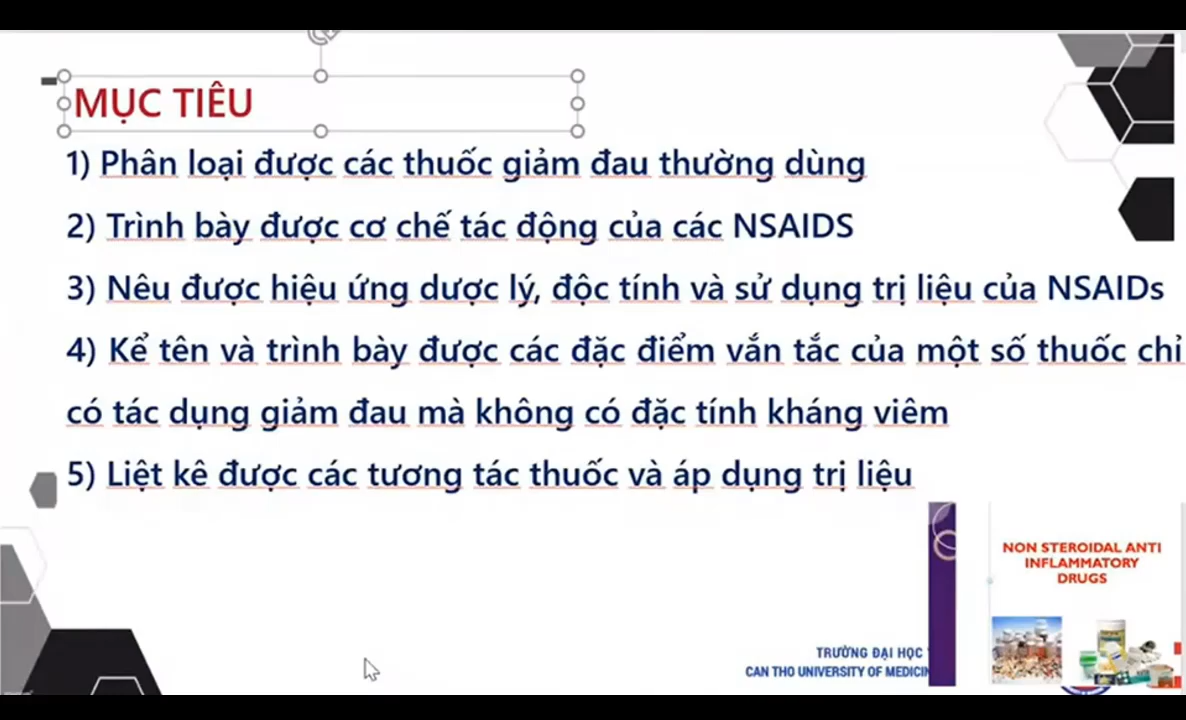 MỤC TIÊU
1) Phân loại được các thuốc giảm đau thường dùng
2) Trình bày được cơ chế tác động của các NSAIDS
3) Nêu được hiệu ứng dược lý, độc tính và sử dụng trị liệu của NSAIDs
4) Kể tên và trình bày được các đặc điểm vắn tắc của một số thuốc chỉ
có tác dụng giảm đau mà không có đặc tính kháng viêm
5) Liệt kê được các tương tác thuốc và áp dụng trị liệu
NON STEROIDAL ANTI
INFLAMMATORY
DRUGS
TRƯỜNG ĐẠI HỌC
CAN THO UNIVERSITY OF